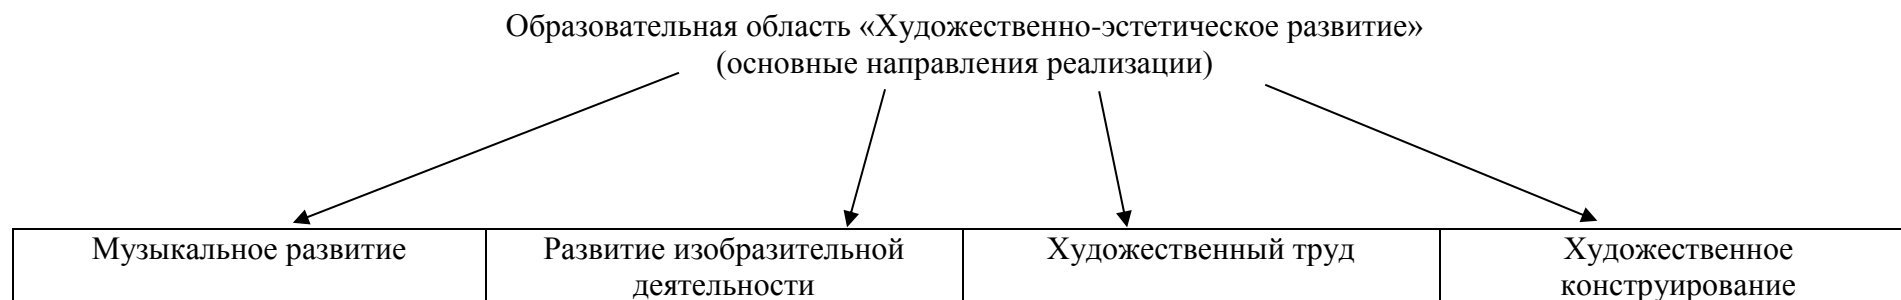 Образовательная область «Художественно-эстетическое развитие»
(основные направления реализации)
Музыкальное развитие
Развитие изобразительной
деятельности
Художественный труд
Художественное
конструирование